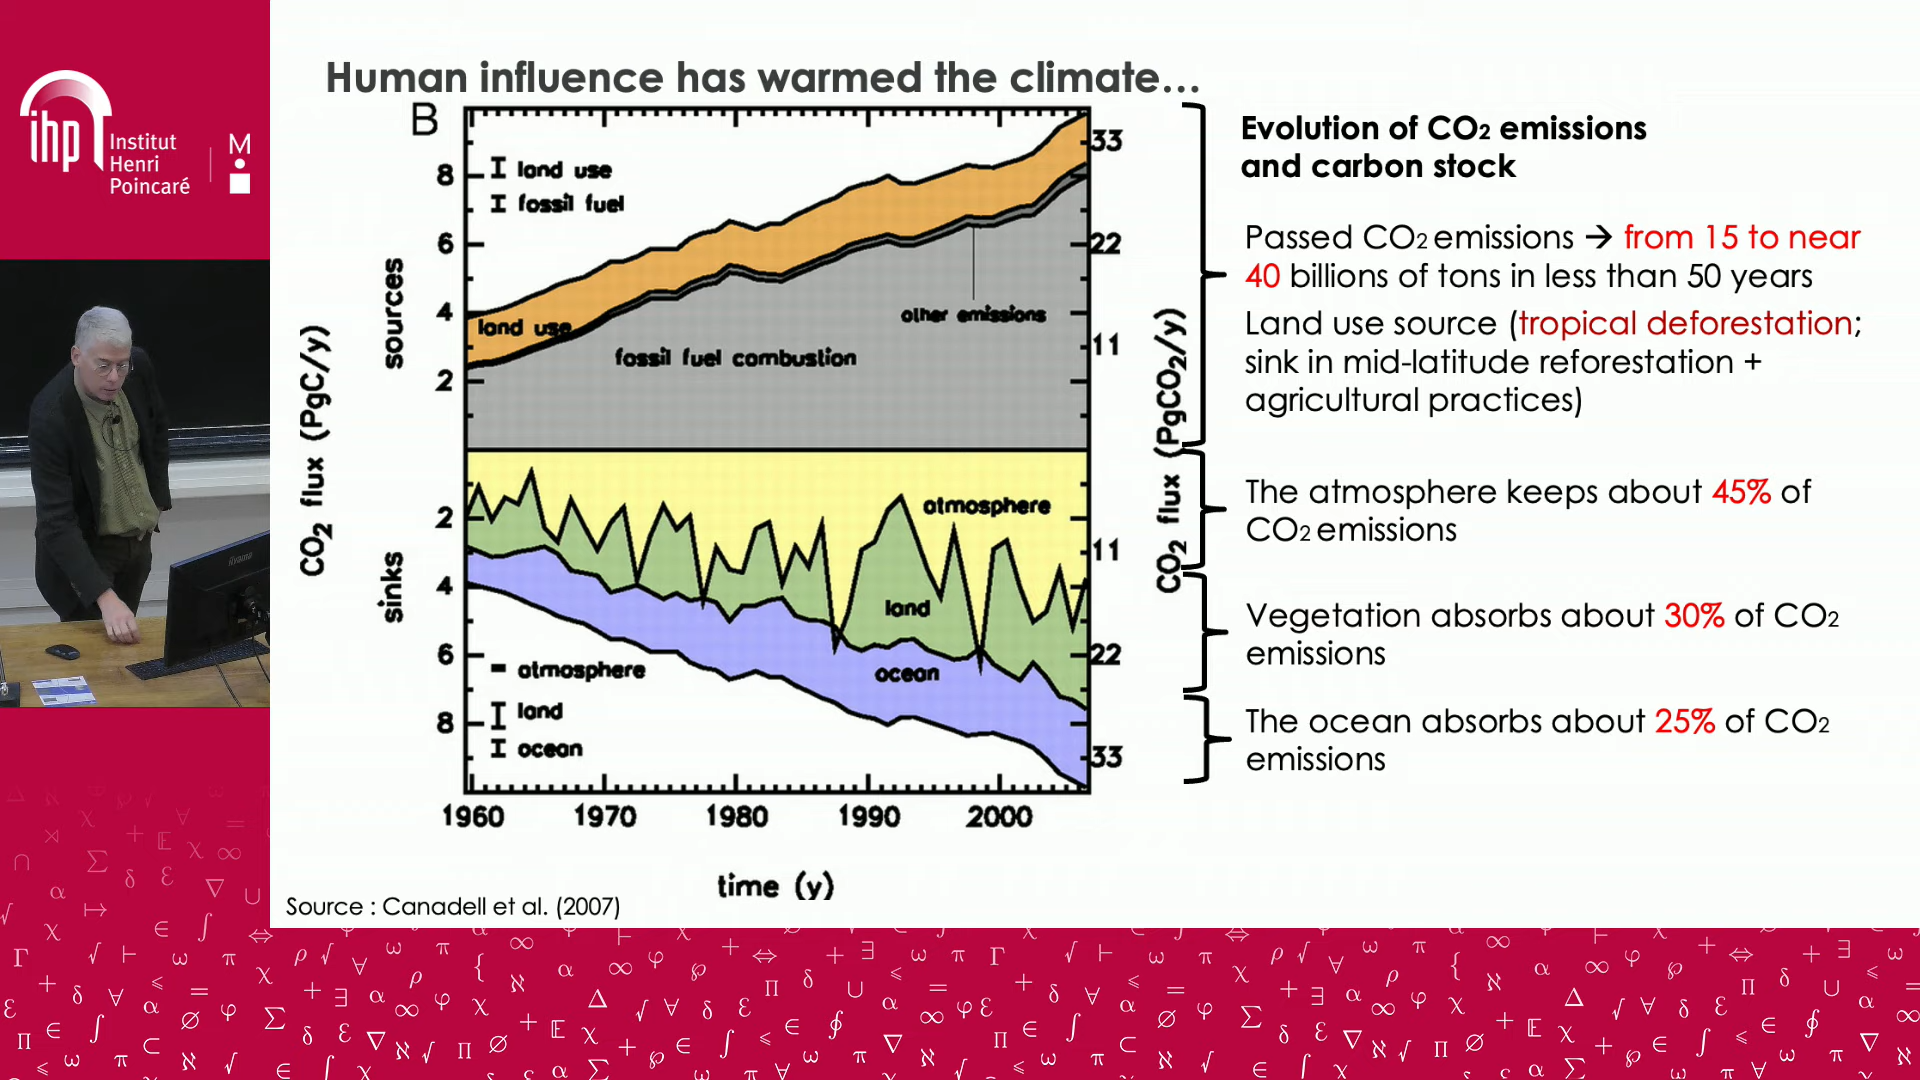 ihp
Institut
Henri
Poincaré
M
Human influence has warmed the climate...
B
33
I land use
8
I fossil fuel
6
22
sources
4
other emissions
land use
11
fossil fuel combustion
2
CO2 flux (PgC/y)
CO2 flux (PgCO2/y)
2
atmosphere
11
sinks
4
land
6
22
atmosphere
ocean
8
I land
I ocean
33
1960 1970 1980 1990 2000
time (y)
Source : Canadell et al. (2007)
Evolution of CO2 emissions
and carbon stock
Passed CO2 emissions → from 15 to near
40 billions of tons in less than 50 years
Land use source (tropical deforestation;
sink in mid-latitude reforestation +
agricultural practices)
The atmosphere keeps about 45% of
CO2 emissions
Vegetation absorbs about 30% of CO2
emissions
The ocean absorbs about 25% of CO2
emissions